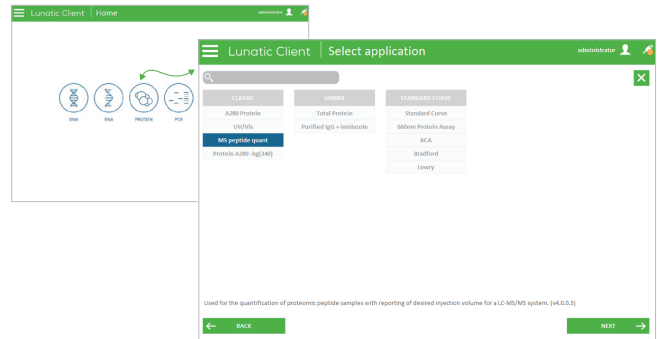 Lunatic Client | Home
administrator
DNA
RNA
PROTEIN
PCR
Lunatic Client | Select application
administrator
CLASSIC
UNMIX
STANDARD CURVE
A280 Protein
Total Protein
Standard Curve
UV/Vis
Purified IgG + Imidazole
660nm Protein Assay
MS peptide quant
BCA
Protein A280 -lig(340)
Bradford
Lowry
Used for the quantification of proteomic peptide samples with reporting of desired injection volume for a LC-MS/MS system. (v4.0.0.3)
BACK
NEXT